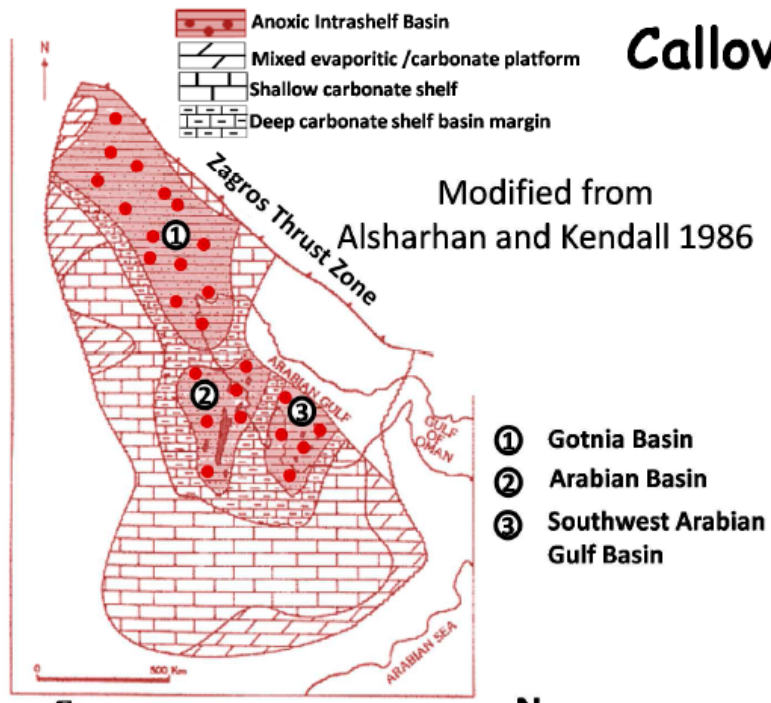 Anoxic Intrashelf Basin
Mixed evaporitic /carbonate platform
Shallow carbonate shelf
Deep carbonate shelf basin margin
Callov
N
Zagros Thrust Zone
Modified from
Alsharhan and Kendall 1986
1
2
3
ARABIAN GULF
GULF
OF
OMAN
1 Gotnia Basin
2 Arabian Basin
3 Southwest Arabian
Gulf Basin
ARABIAN SEA
0 500 Km